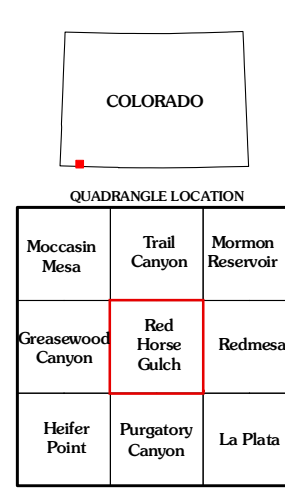 COLORADO
QUADRANGLE LOCATION
Moccasin
Mesa
Trail
Canyon
Mormon
Reservoir
Greasewood
Canyon
Red
Horse
Gulch
Redmesa
Heifer
Point
Purgatory
Canyon
La Plata